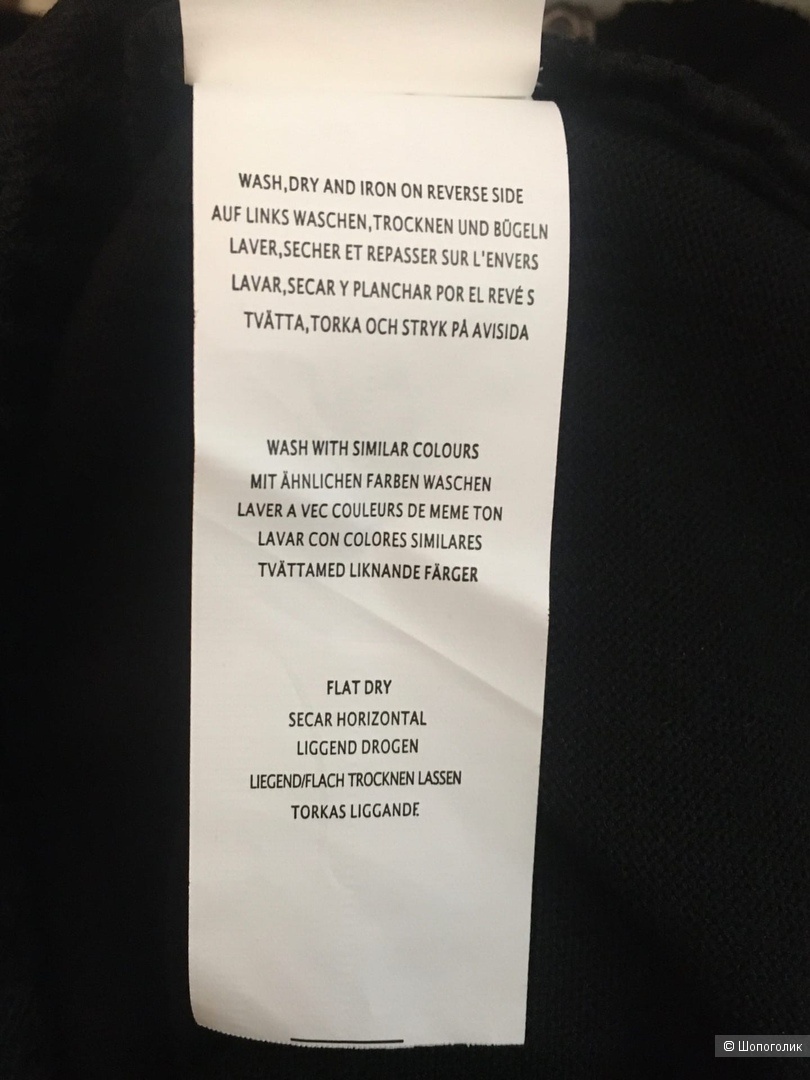 WASH,DRY AND IRON ON REVERSE SIDE
AUF LINKS WASCHEN,TROCKNEN UND BÜGELN
LAVER,SECHER ET REPASSER SUR L'ENVERS
LAVAR,SECAR Y PLANCHAR POR EL REVÉ S
TVÄTTA,TORKA OCH STRYK PÅ AVISIDA
WASH WITH SIMILAR COLOURS
MIT ÄHNLICHEN FARBEN WASCHEN
LAVER A VEC COULEURS DE MEME TON
LAVAR CON COLORES SIMILARES
TVÄTTAMED LIKNANDE FÄRGER
FLAT DRY
SECAR HORIZONTAL
LIGGEND DROGEN
LIEGEND/FLACH TROCKNEN LASSEN
TORKAS LIGGANDE.
© Шопоголик